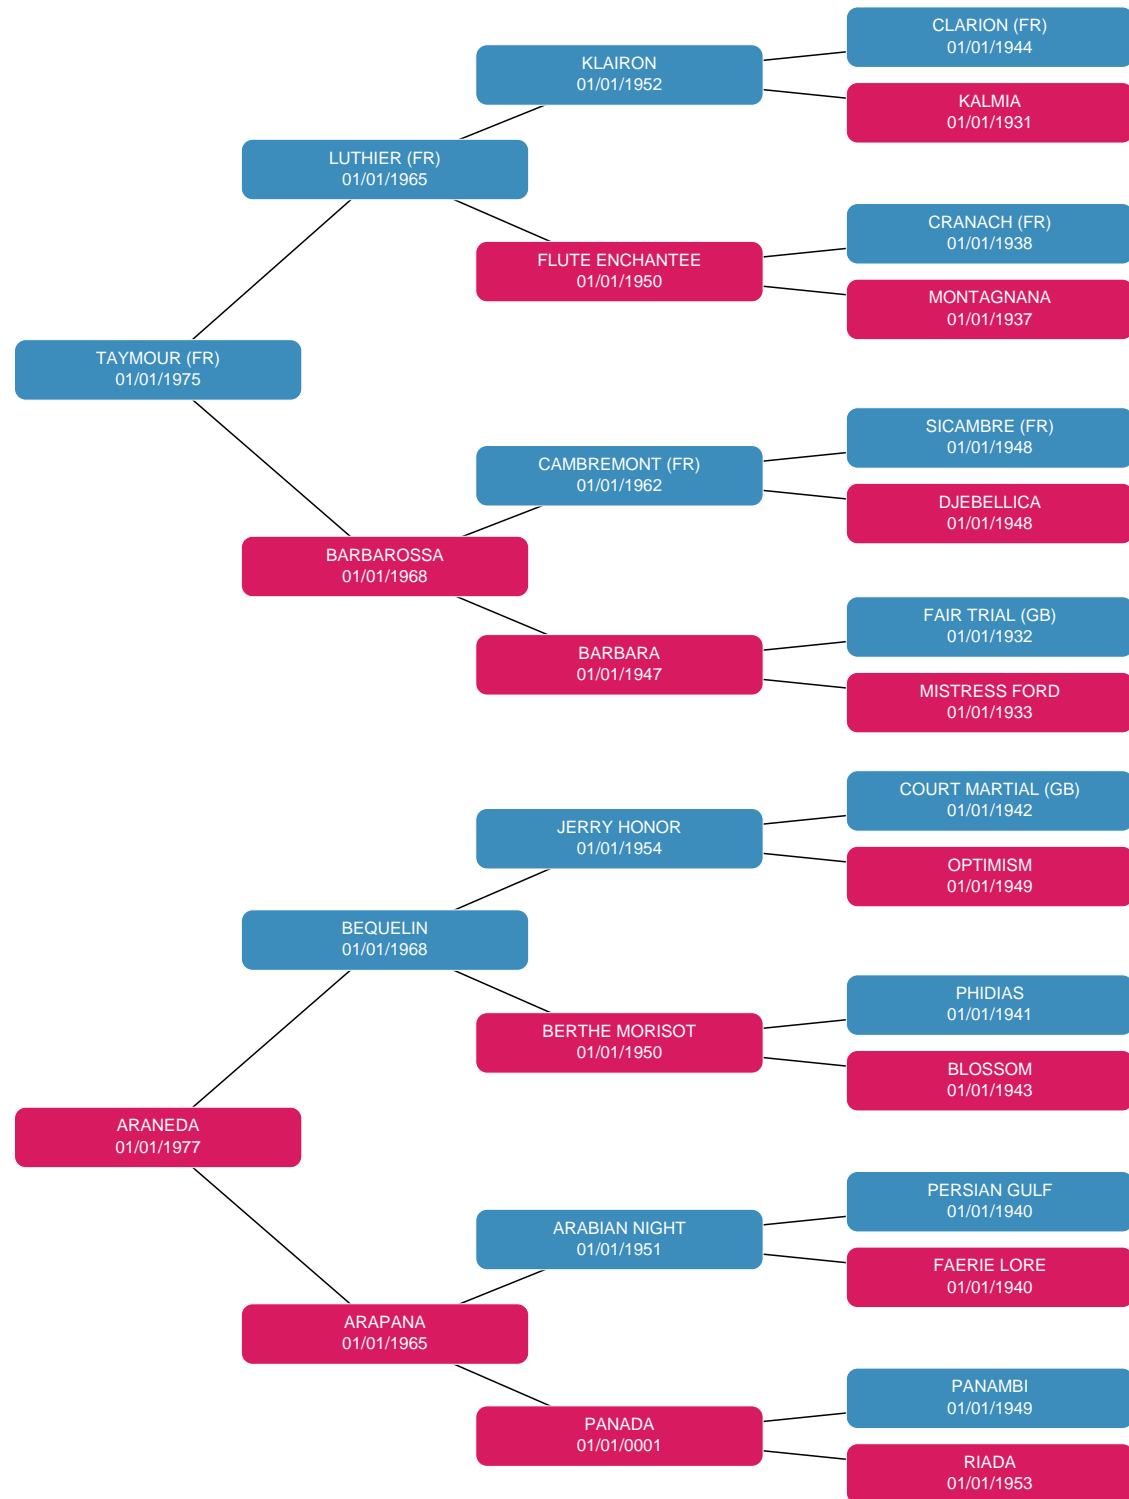 CLARION (FR)
01/01/1944
KLAIRON
01/01/1952
KALMIA
01/01/1931
LUTHIER (FR)
01/01/1965
CRANACH (FR)
01/01/1938
FLUTE ENCHANTEE
01/01/1950
MONTAGNANA
01/01/1937
TAYMOUR (FR)
01/01/1975
SICAMBRE (FR)
01/01/1948
CAMBREMONT (FR)
01/01/1962
DJEBELLICA
01/01/1948
BARBAROSSA
01/01/1968
FAIR TRIAL (GB)
01/01/1932
BARBARA
01/01/1947
MISTRESS FORD
01/01/1933
COURT MARTIAL (GB)
01/01/1942
JERRY HONOR
01/01/1954
OPTIMISM
01/01/1949
BEQUELIN
01/01/1968
PHIDIAS
01/01/1941
BERTHE MORISOT
01/01/1950
BLOSSOM
01/01/1943
ARANEDA
01/01/1977
PERSIAN GULF
01/01/1940
ARABIAN NIGHT
01/01/1951
FAERIE LORE
01/01/1940
ARAPANA
01/01/1965
PANAMBI
01/01/1949
PANADA
01/01/0001
RIADA
01/01/1953